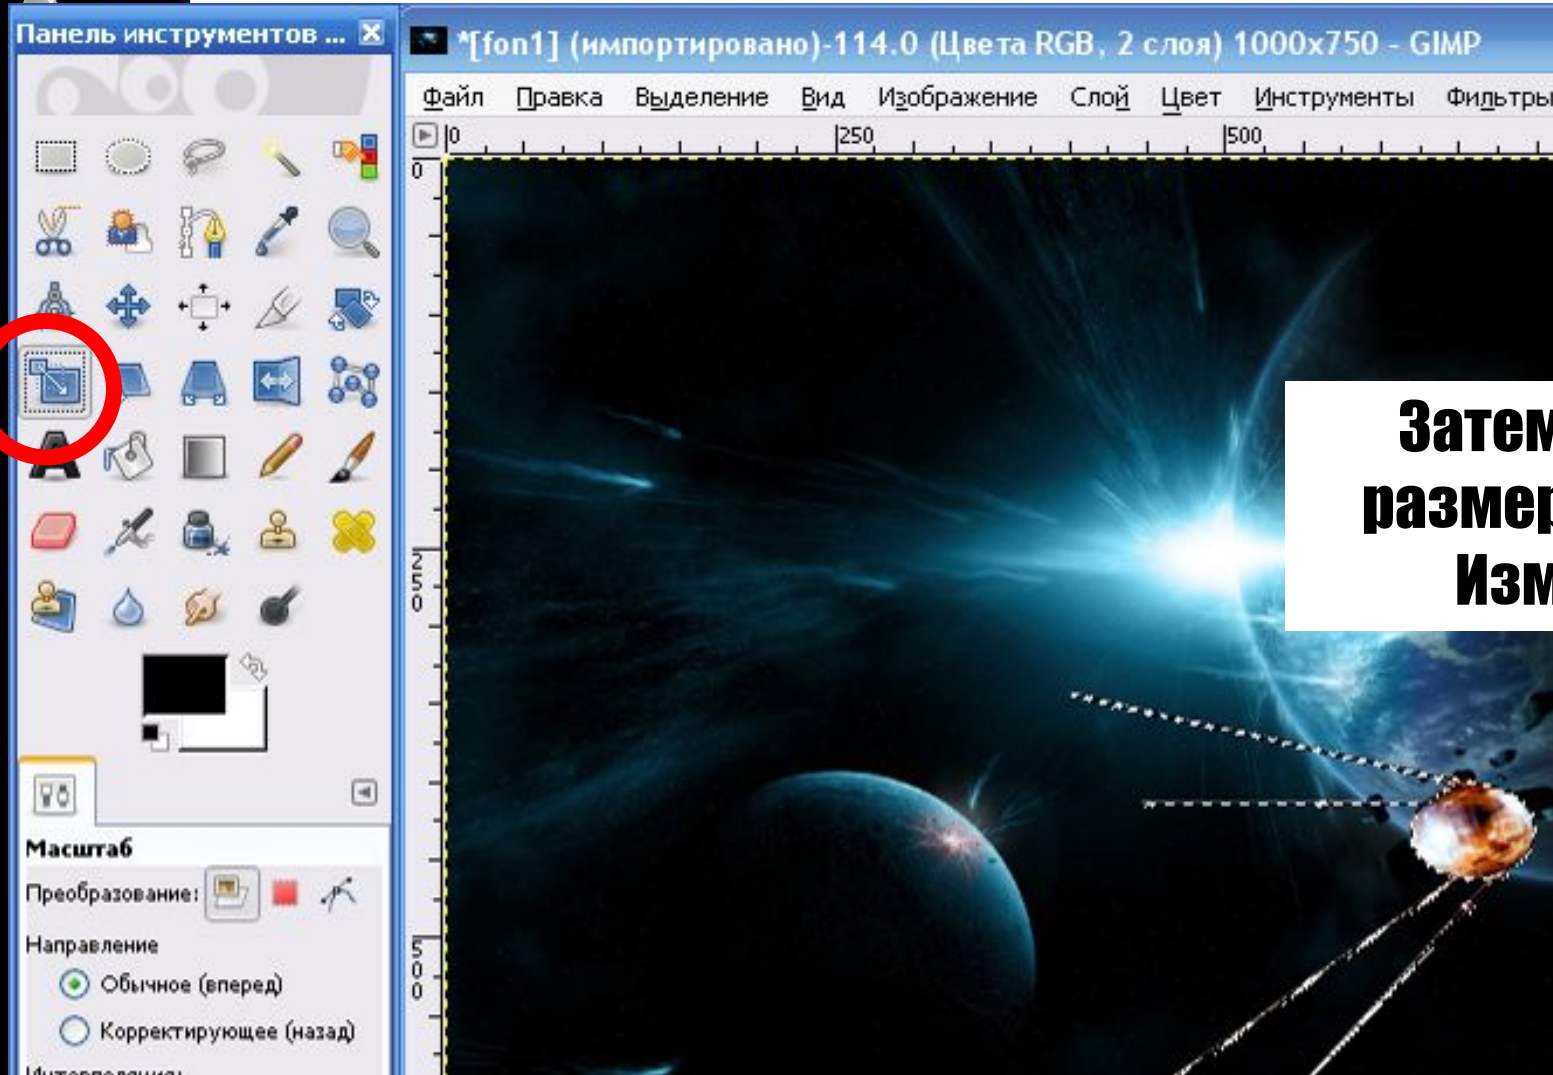 Панель инструментов ...
*[fon1] (импортировано)-114.0 (Цвета RGB, 2 слоя) 1000x750 - GIMP
Файл Правка Выделение Вид Изображение Слой Цвет Инструменты Фильтры
0 250 500
0
250
500
Затем
размер
Изм
Масштаб
Преобразование:
Направление
Обычное (вперед)
Корректирующее (назад)
Интерполяция: